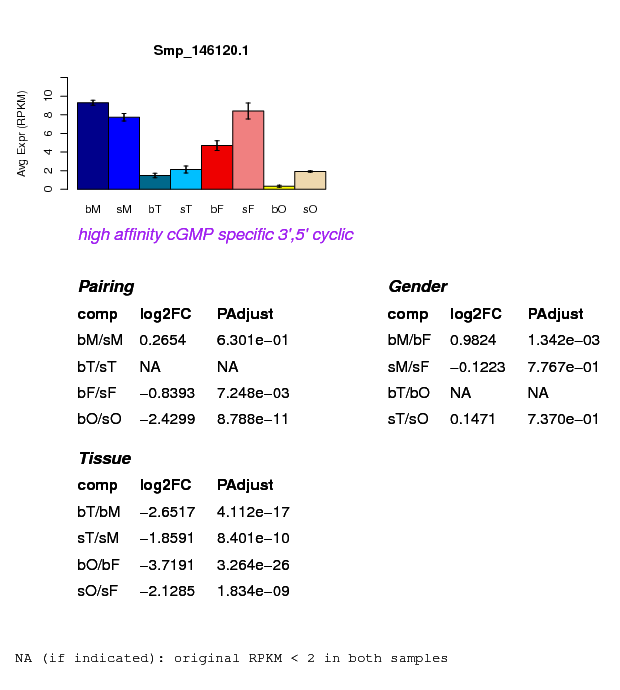 Smp_146120.1
Avg Expr (RPKM)
0 2 4 6 8 10
bM sM bT sT bF sF bO sO
high affinity cGMP specific 3',5' cyclic
Pairing
comp log2FC PAdjust
bM/sM 0.2654 6.301e−01
bT/sT NA NA
bF/sF −0.8393 7.248e−03
bO/sO −2.4299 8.788e−11
Gender
comp log2FC PAdjust
bM/bF 0.9824 1.342e−03
sM/sF −0.1223 7.767e−01
bT/bO NA NA
sT/sO 0.1471 7.370e−01
Tissue
comp log2FC PAdjust
bT/bM −2.6517 4.112e−17
sT/sM −1.8591 8.401e−10
bO/bF −3.7191 3.264e−26
sO/sF −2.1285 1.834e−09
NA (if indicated): original RPKM < 2 in both samples